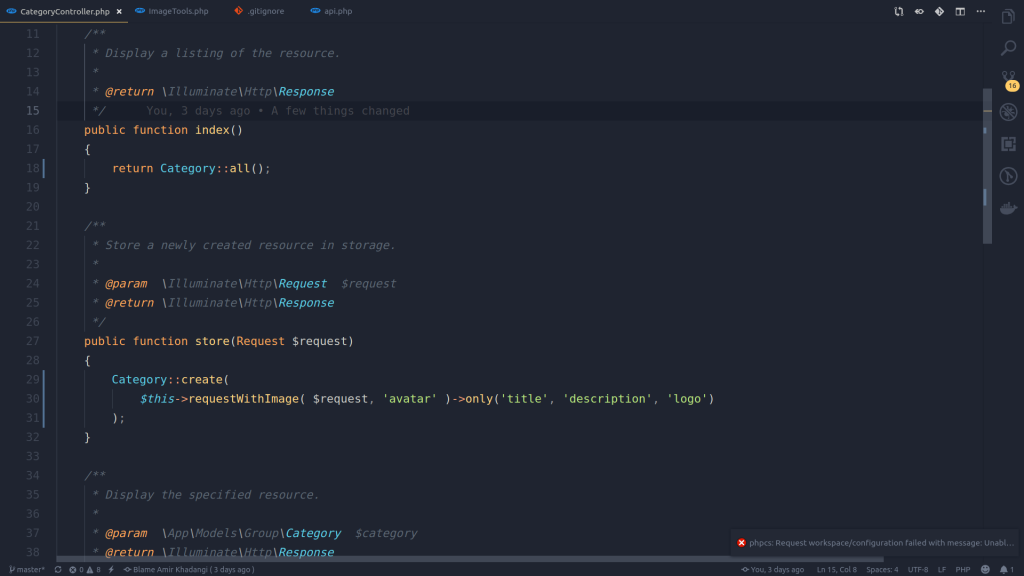 CategoryController.php ×
ImageTools.php
.gitignore
api.php
11 /**
12 * Display a listing of the resource.
13 *
14 * @return \Illuminate\Http\Response
15 */ You, 3 days ago • A few things changed
16 public function index()
17 {
18 return Category::all();
19 }
20
21 /**
22 * Store a newly created resource in storage.
23 *
24 * @param \Illuminate\Http\Request $request
25 * @return \Illuminate\Http\Response
26 */
27 public function store(Request $request)
28 {
29 Category::create(
30 $this->requestWithImage( $request, 'avatar' )->only('title', 'description', 'logo')
31 );
32 }
33
34 /**
35 * Display the specified resource.
36 *
37 * @param \App\Models\Group\Category $category
38 * @return \Illuminate\Http\Response
16
phpcs: Request workspace/configuration failed with message: Unabl...
master* 0 8 Blame Amir Khadangi ( 3 days ago ) You, 3 days ago Ln 15, Col 8 Spaces: 4 UTF-8 LF PHP 1